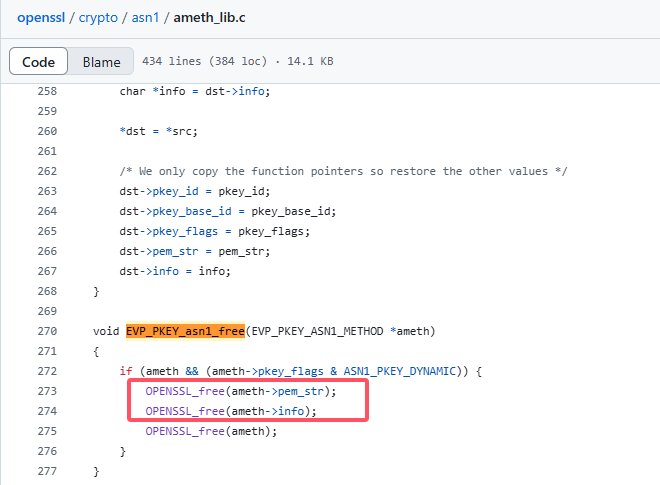 openssl / crypto / asn1 / ameth_lib.c
Code Blame 434 lines (384 loc) · 14.1 KB
258 char *info = dst->info;
259
260 *dst = *src;
261
262 /* We only copy the function pointers so restore the other values */
263 dst->pkey_id = pkey_id;
264 dst->pkey_base_id = pkey_base_id;
265 dst->pkey_flags = pkey_flags;
266 dst->pem_str = pem_str;
267 dst->info = info;
268 }
269
270 void EVP_PKEY_asn1_free(EVP_PKEY_ASN1_METHOD *ameth)
271 {
272 if (ameth && (ameth->pkey_flags & ASN1_PKEY_DYNAMIC)) {
273 OPENSSL_free(ameth->pem_str);
274 OPENSSL_free(ameth->info);
275 OPENSSL_free(ameth);
276 }
277 }